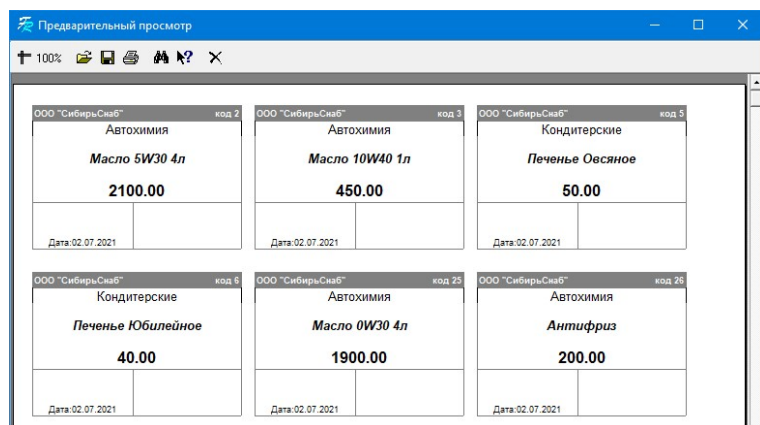 Предварительный просмотр
100%
ООО "СибирьСнаб" код 2
Автохимия
Масло 5W30 4л
2100.00
Дата:02.07.2021
ООО "СибирьСнаб" код 3
Автохимия
Масло 10W40 1л
450.00
Дата:02.07.2021
ООО "СибирьСнаб" код 5
Кондитерские
Печенье Овсяное
50.00
Дата:02.07.2021
ООО "СибирьСнаб" код 6
Кондитерские
Печенье Юбилейное
40.00
Дата:02.07.2021
ООО "СибирьСнаб" код 25
Автохимия
Масло 0W30 4л
1900.00
Дата:02.07.2021
ООО "СибирьСнаб" код 26
Автохимия
Антифриз
200.00
Дата:02.07.2021